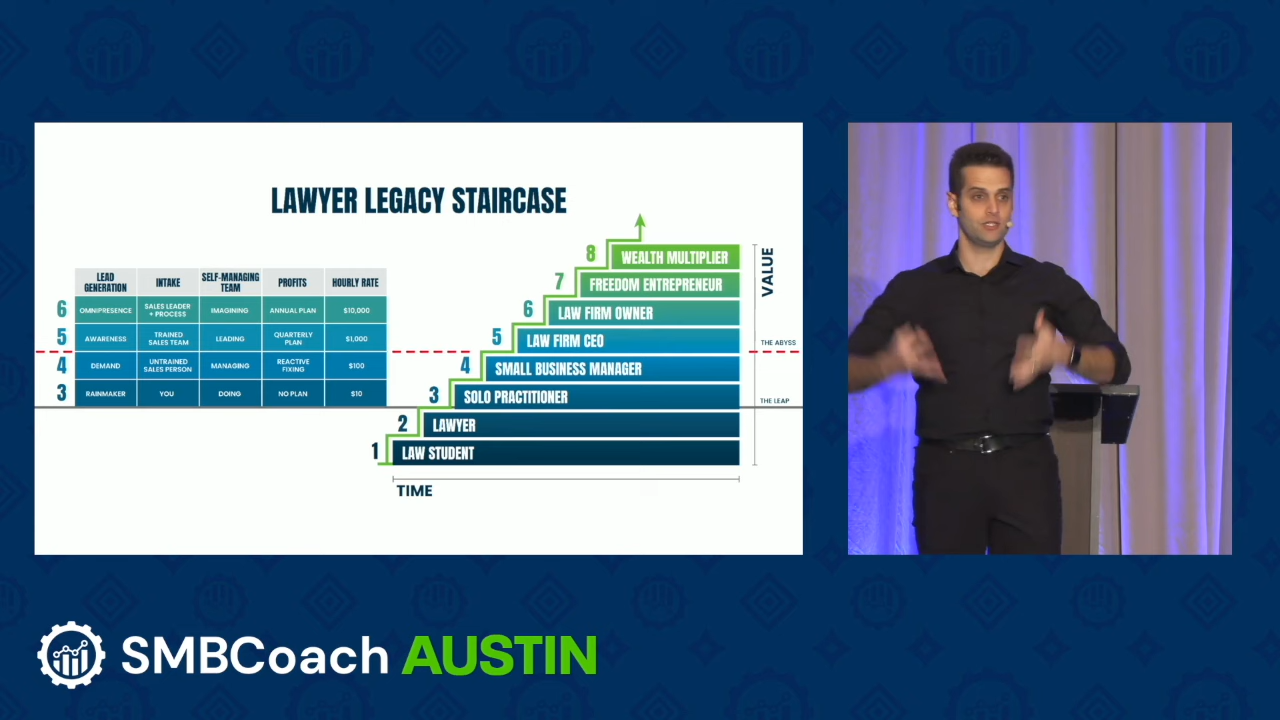 LAWYER LEGACY STAIRCASE
LEAD GENERATION INTAKE SELF-MANAGING TEAM PROFITS HOURLY RATE
6 OMNIPRESENCE SALES LEADER + PROCESS IMAGINING ANNUAL PLAN $10,000
5 AWARENESS TRAINED SALES TEAM LEADING QUARTERLY PLAN $1,000
4 DEMAND UNTRAINED SALES PERSON MANAGING REACTIVE FIXING $100
3 RAINMAKER YOU DOING NO PLAN $10
8 WEALTH MULTIPLIER
7 FREEDOM ENTREPRENEUR
6 LAW FIRM OWNER
5 LAW FIRM CEO
4 SMALL BUSINESS MANAGER
3 SOLO PRACTITIONER
2 LAWYER
1 LAW STUDENT
TIME
VALUE
THE ABYSS
THE LEAP
SMBCoach AUSTIN